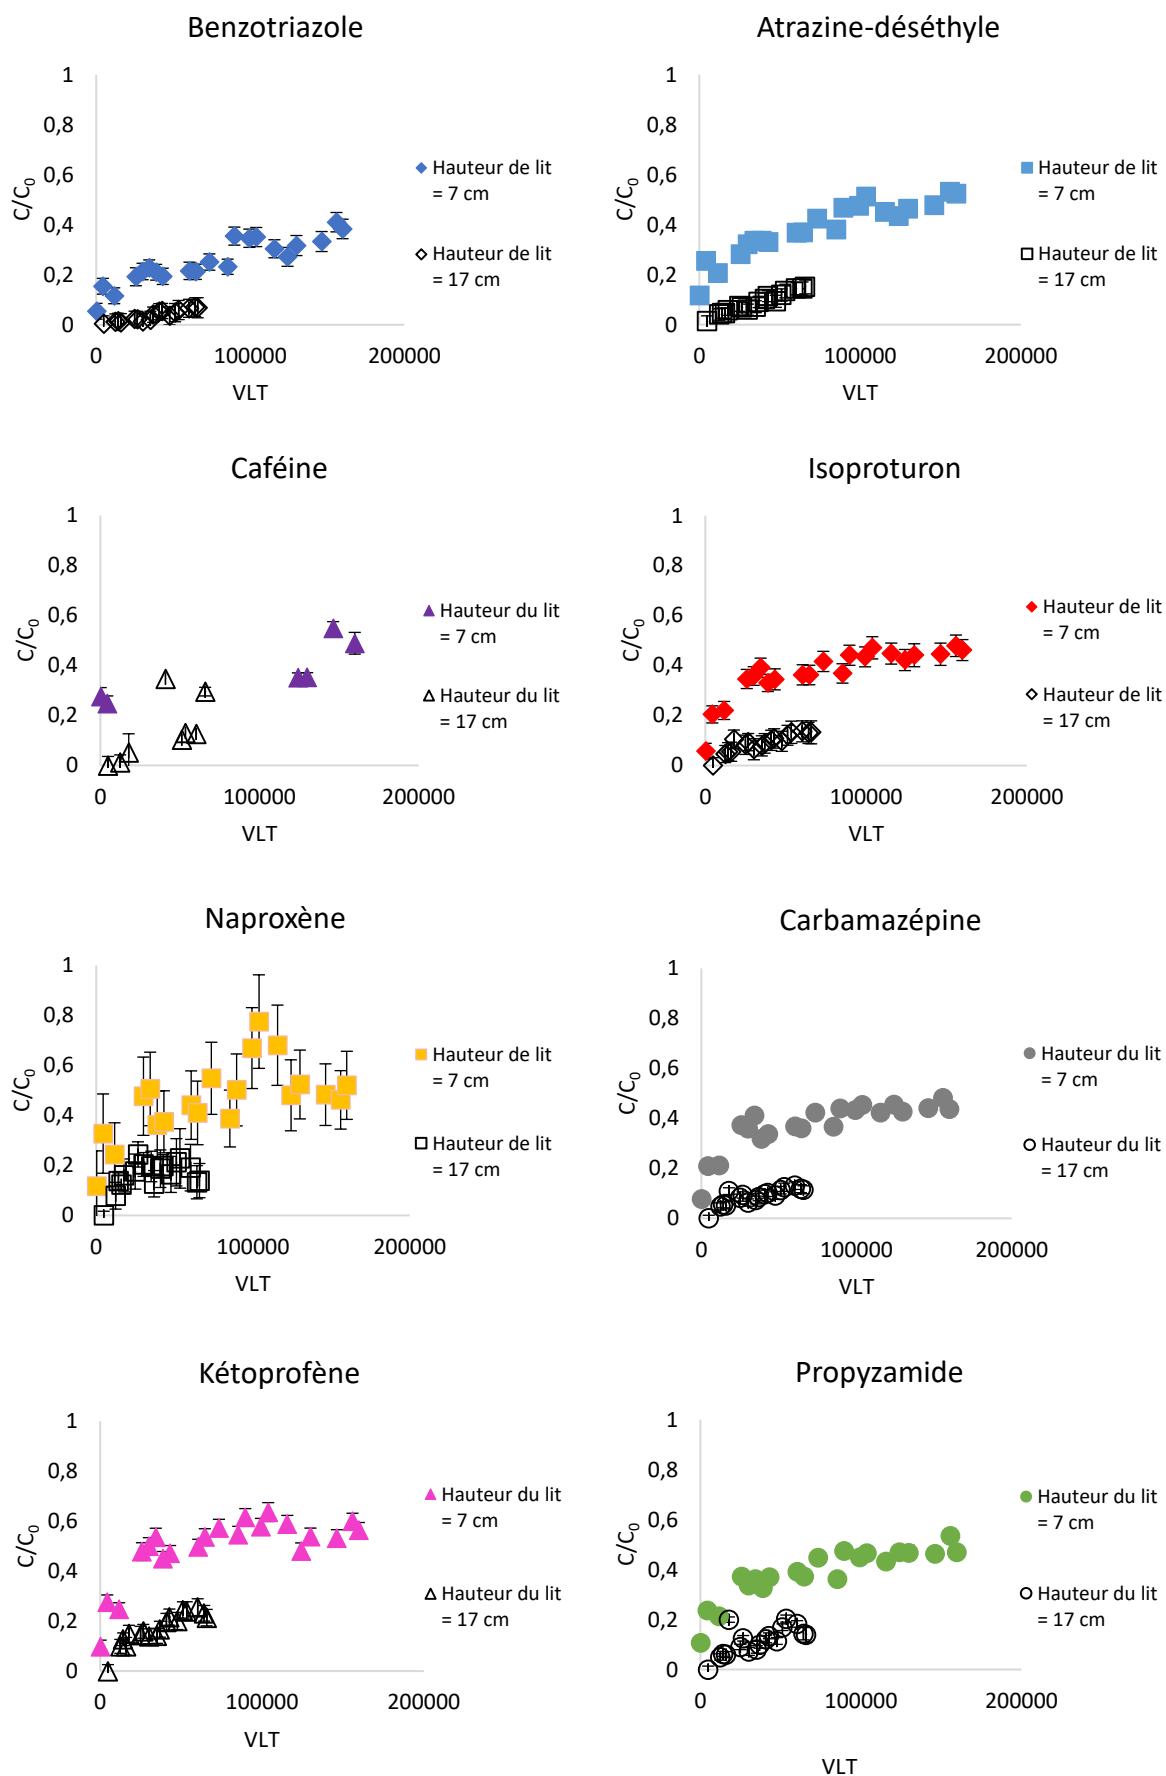 Benzotriazole
1
0,8
0,6
0,4
0,2
0
C/C0
0
100000
200000
VLT
Hauteur de lit
= 7 cm
Hauteur de lit
= 17 cm
Atrazine-déséthyle
1
0,8
0,6
0,4
0,2
0
C/C0
0
100000
200000
VLT
Hauteur de lit
= 7 cm
Hauteur de lit
= 17 cm
Caféine
1
0,8
0,6
0,4
0,2
0
C/C0
0
100000
200000
VLT
Hauteur du lit
= 7 cm
Hauteur du lit
= 17 cm
Isoproturon
1
0,8
0,6
0,4
0,2
0
C/C0
0
100000
200000
VLT
Hauteur de lit
= 7 cm
Hauteur de lit
= 17 cm
Naproxène
1
0,8
0,6
0,4
0,2
0
C/C0
0
100000
200000
VLT
Hauteur de lit
= 7 cm
Hauteur de lit
= 17 cm
Carbamazépine
1
0,8
0,6
0,4
0,2
0
C/C0
0
100000
200000
VLT
Hauteur du lit
= 7 cm
Hauteur du lit
= 17 cm
Kétoprofène
1
0,8
0,6
0,4
0,2
0
C/C0
0
100000
200000
VLT
Hauteur du lit
= 7 cm
Hauteur du lit
= 17 cm
Propyzamide
1
0,8
0,6
0,4
0,2
0
C/C0
0
100000
200000
VLT
Hauteur du lit
= 7 cm
Hauteur du lit
= 17 cm